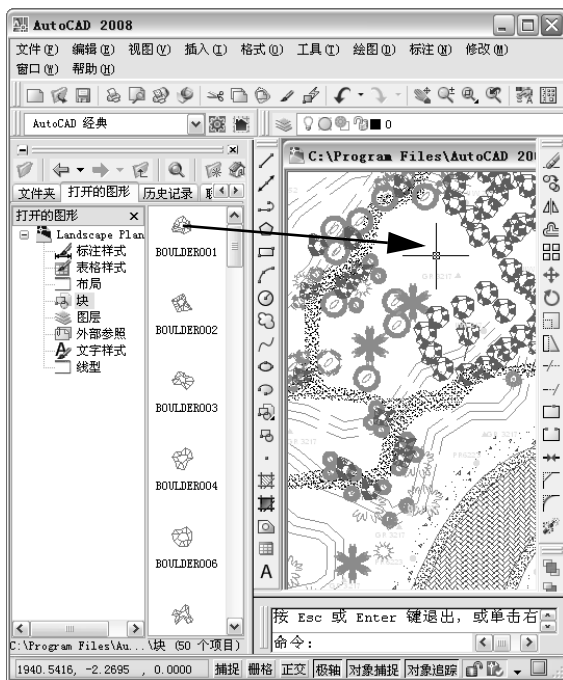 AutoCAD 2008
文件(F) 编辑(E) 视图(V) 插入(I) 格式(O) 工具(T) 绘图(D) 标注(N) 修改(M)
窗口(W) 帮助(H)
AutoCAD 经典
0
文件夹 打开的图形 历史记录
打开的图形
Landscape Plan
标注样式
表格样式
布局
块
图层
外部参照
文字样式
线型
BOULDER001
BOULDER002
BOULDER003
BOULDER004
BOULDER006
C:\Program Files\Au...\块 (50 个项目)
C:\Program Files\AutoCAD 20
按 Esc 或 Enter 键退出，或单击右
命令：
1940.5416, -2.2695 , 0.0000 捕捉 栅格 正交 极轴 对象捕捉 对象追踪